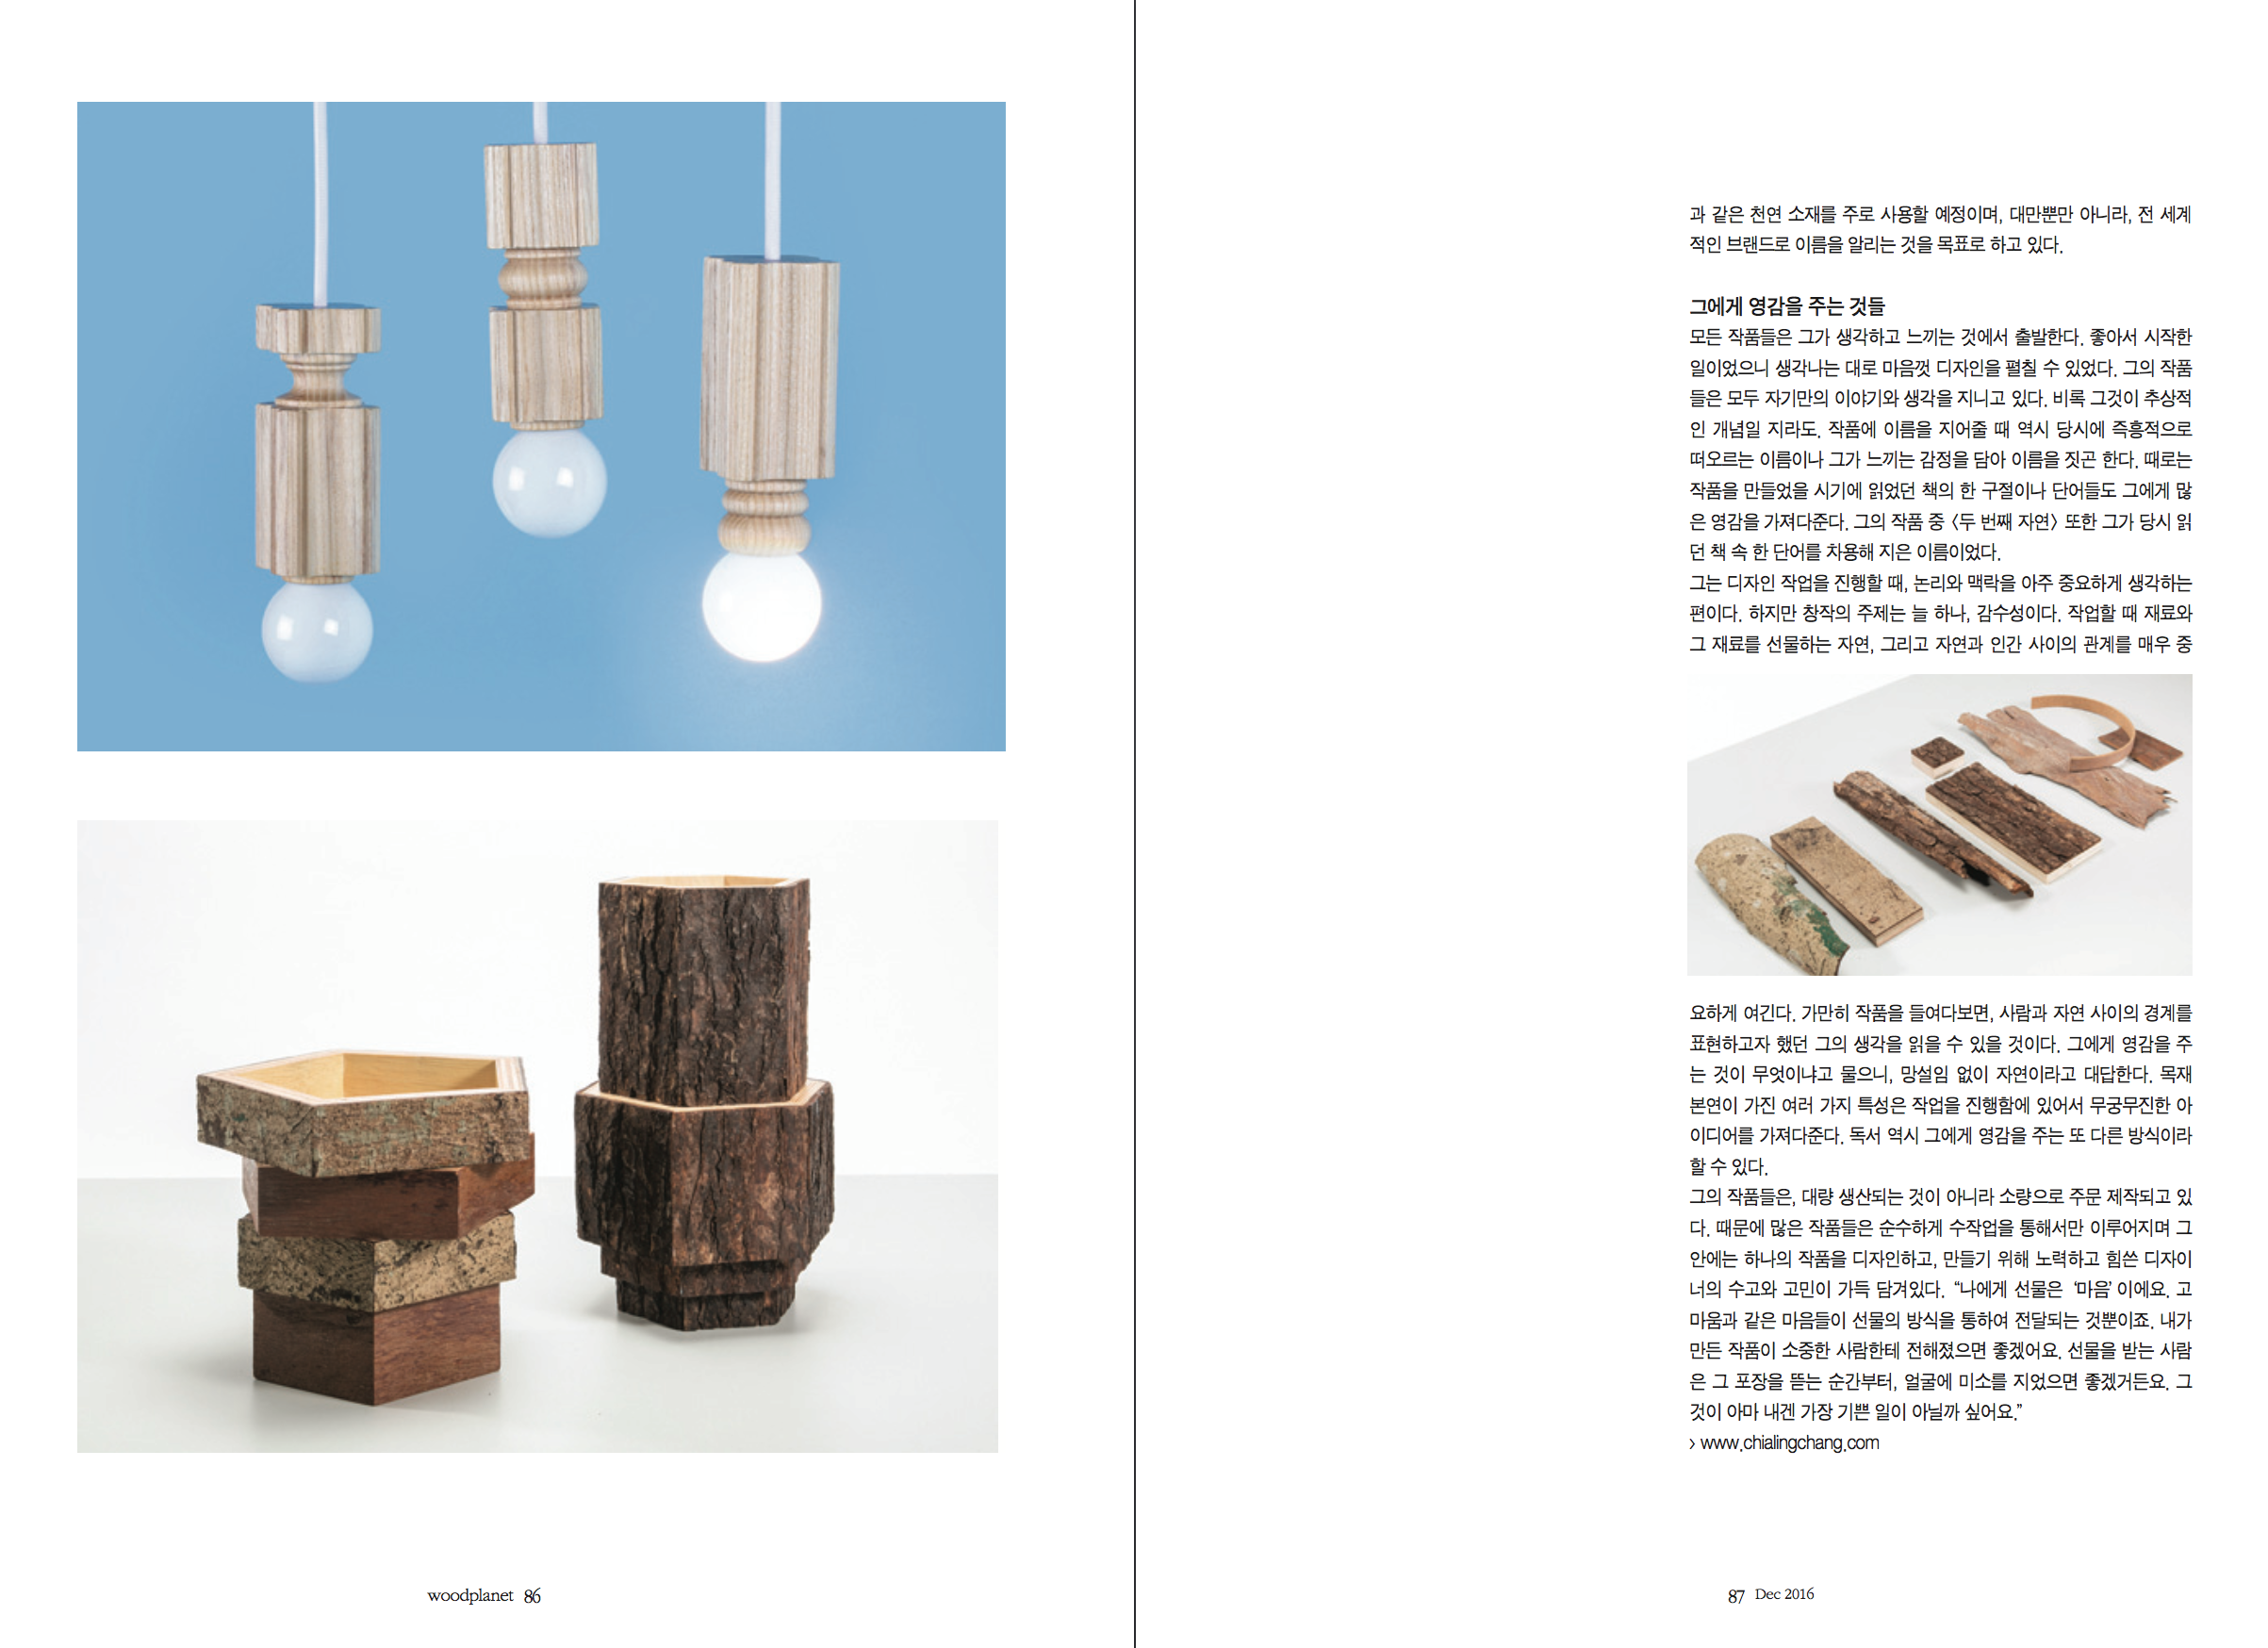 과 같은 천연 소재를 주로 사용할 예정이며, 대만뿐만 아니라, 전 세계
적인 브랜드로 이름을 알리는 것을 목표로 하고 있다.
그에게 영감을 주는 것들
모든 작품들은 그가 생각하고 느끼는 것에서 출발한다. 좋아서 시작한
일이었으니 생각나는 대로 마음껏 디자인을 펼칠 수 있었다. 그의 작품
들은 모두 자기만의 이야기와 생각을 지니고 있다. 비록 그것이 추상적
인 개념일 지라도. 작품에 이름을 지어줄 때 역시 당시에 즉흥적으로
떠오르는 이름이나 그가 느끼는 감정을 담아 이름을 짓곤 한다. 때로는
작품을 만들었을 시기에 읽었던 책의 한 구절이나 단어들도 그에게 많
은 영감을 가져다준다. 그의 작품 중 〈두 번째 자연〉 또한 그가 당시 읽
던 책 속 한 단어를 차용해 지은 이름이었다.
그는 디자인 작업을 진행할 때, 논리와 맥락을 아주 중요하게 생각하는
편이다. 하지만 창작의 주제는 늘 하나, 감수성이다. 작업할 때 재료와
그 재료를 선물하는 자연, 그리고 자연과 인간 사이의 관계를 매우 중
요하게 여긴다. 가만히 작품을 들여다보면, 사람과 자연 사이의 경계를
표현하고자 했던 그의 생각을 읽을 수 있을 것이다. 그에게 영감을 주
는 것이 무엇이냐고 물으니, 망설임 없이 자연이라고 대답한다. 목재
본연이 가진 여러 가지 특성은 작업을 진행함에 있어서 무궁무진한 아
이디어를 가져다준다. 독서 역시 그에게 영감을 주는 또 다른 방식이라
할 수 있다.
그의 작품들은, 대량 생산되는 것이 아니라 소량으로 주문 제작되고 있
다. 때문에 많은 작품들은 순수하게 수작업을 통해서만 이루어지며 그
안에는 하나의 작품을 디자인하고, 만들기 위해 노력하고 힘쓴 디자이
너의 수고와 고민이 가득 담겨있다. “나에게 선물은 ‘마음’이에요. 고
마움과 같은 마음들이 선물의 방식을 통하여 전달되는 것뿐이죠. 내가
만든 작품이 소중한 사람한테 전해졌으면 좋겠어요. 선물을 받는 사람
은 그 포장을 뜯는 순간부터, 얼굴에 미소를 지었으면 좋겠거든요. 그
것이 아마 내겐 가장 기쁜 일이 아닐까 싶어요.”
> www.chialingchang.com
woodplanet 86
87 Dec 2016